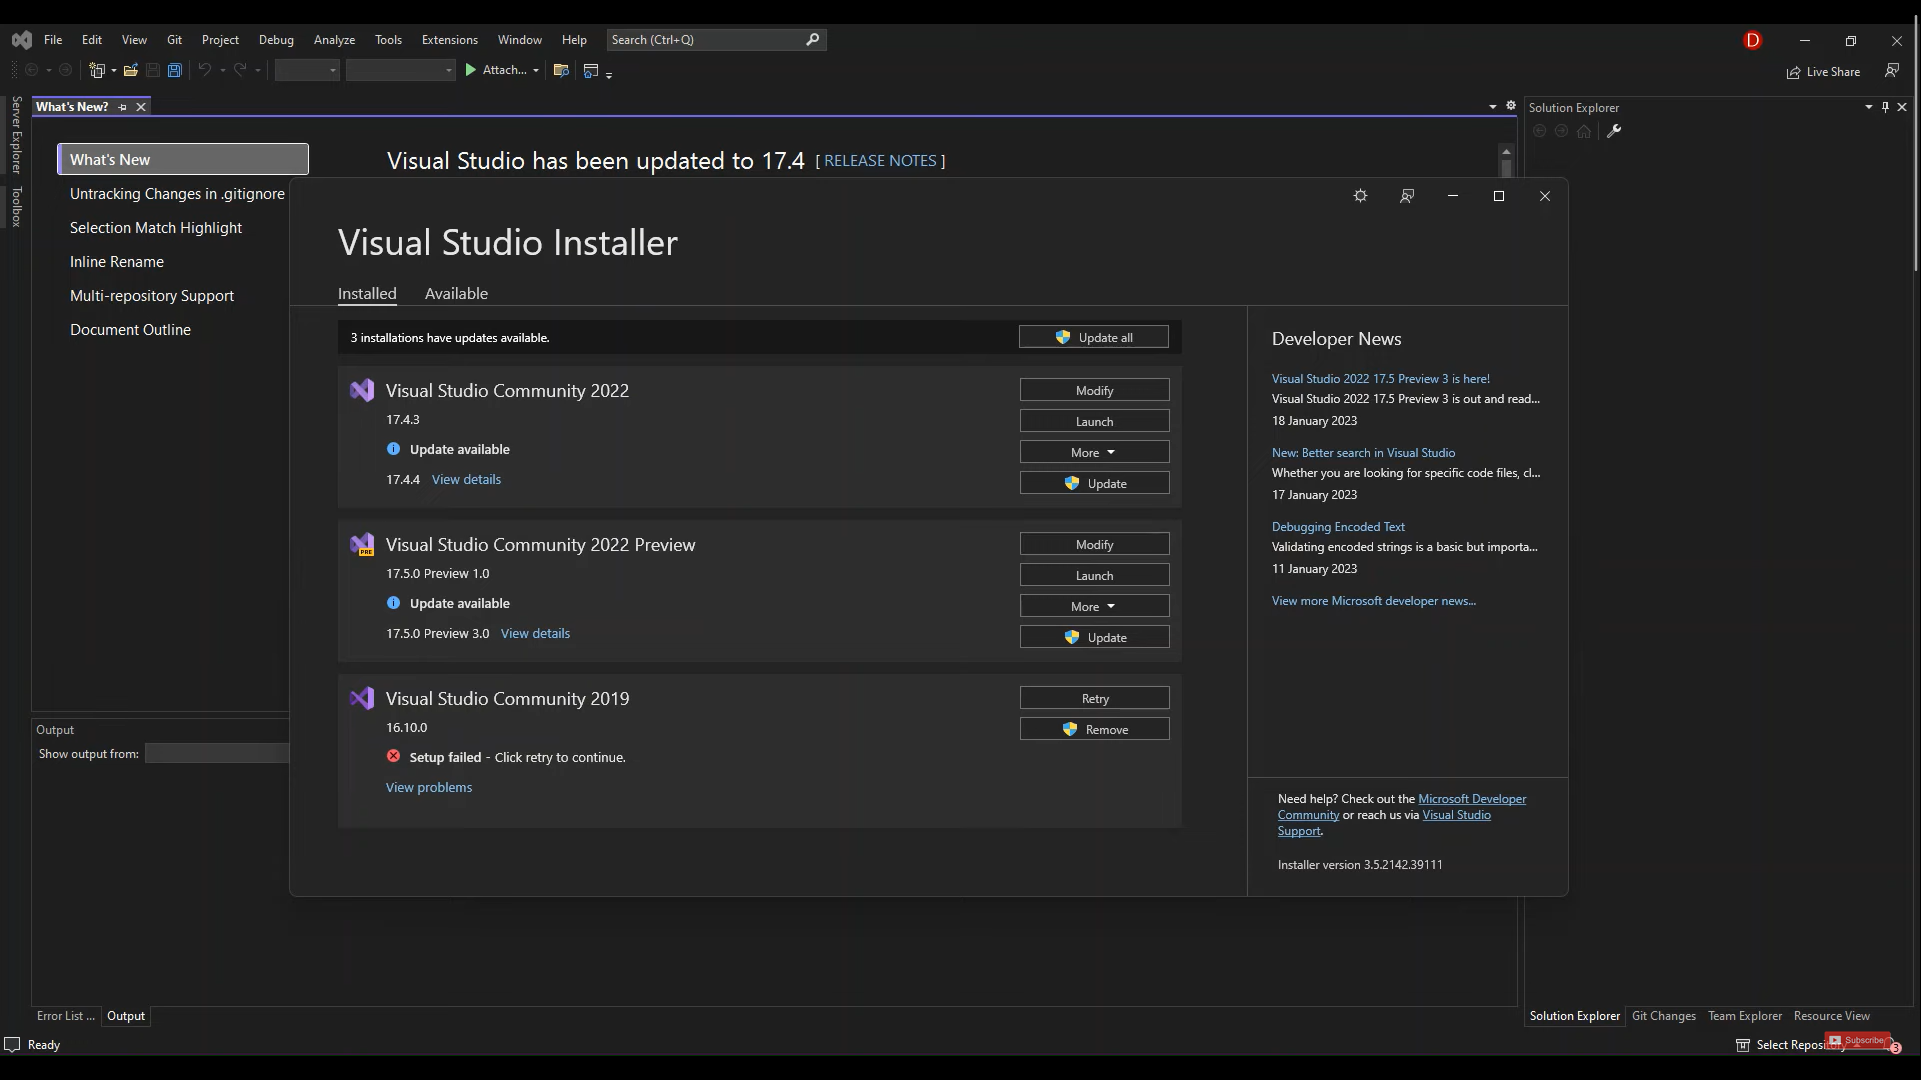 File Edit View Git Project Debug Analyze Tools Extensions Window Help Search (Ctrl+Q) D
Attach... Live Share
Server Explorer
Toolbox
What's New?
Solution Explorer
What's New
Untracking Changes in .gitignore
Selection Match Highlight
Inline Rename
Multi-repository Support
Document Outline
Visual Studio has been updated to 17.4 [ RELEASE NOTES ]
Visual Studio Installer
Installed Available
3 installations have updates available. Update all
Visual Studio Community 2022
17.4.3
Update available
17.4.4 View details
Modify
Launch
More
Update
PRE
Visual Studio Community 2022 Preview
17.5.0 Preview 1.0
Update available
17.5.0 Preview 3.0 View details
Modify
Launch
More
Update
Visual Studio Community 2019
16.10.0
Setup failed - Click retry to continue.
View problems
Retry
Remove
Developer News
Visual Studio 2022 17.5 Preview 3 is here!
Visual Studio 2022 17.5 Preview 3 is out and read...
18 January 2023
New: Better search in Visual Studio
Whether you are looking for specific code files, cl...
17 January 2023
Debugging Encoded Text
Validating encoded strings is a basic but importa...
11 January 2023
View more Microsoft developer news...
Need help? Check out the Microsoft Developer
Community or reach us via Visual Studio
Support.
Installer version 3.5.2142.39111
Output
Show output from:
Error List ... Output
Solution Explorer Git Changes Team Explorer Resource View
Ready
Select Reposi
Subscribe
3